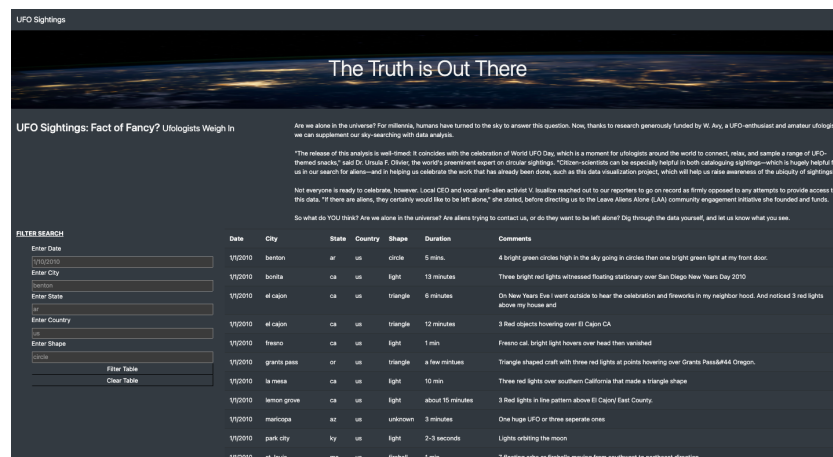 UFO Sightings
The Truth is Out There
UFO Sightings: Fact of Fancy? Ufologists Weigh In
Are we alone in the universe? For millennia, humans have turned to the sky to answer this question. Now, thanks to research generously funded by W. Avy, a UFO-enthusiast and amateur ufologis
we can supplement our sky-searching with data analysis.
"The release of this analysis is well-timed: It coincides with the celebration of World UFO Day, which is a moment for ufologists around the world to connect, relax, and sample a range of UFO-
themed snacks," said Dr. Ursula F. Olivier, the world's preeminent expert on circular sightings. "Citizen-scientists can be especially helpful in both cataloguing sightings—which is hugely helpful f
us in our search for aliens—and in helping us celebrate the work that has already been done, such as this data visualization project, which will help us raise awareness of the ubiquity of sightings
Not everyone is ready to celebrate, however. Local CEO and vocal anti-alien activist V. Isualize reached out to our reporters to go on record as firmly opposed to any attempts to provide access t
this data. "If there are aliens, they certainly would like to be left alone," she stated, before directing us to the Leave Aliens Alone (LAA) community engagement initiative she founded and funds.
So what do YOU think? Are we alone in the universe? Are aliens trying to contact us, or do they want to be left alone? Dig through the data yourself, and let us know what you see.
FILTER SEARCH
Enter Date
1/10/2010
Enter City
benton
Enter State
ar
Enter Country
us
Enter Shape
circle
Filter Table
Clear Table
Date City State Country Shape Duration Comments
1/1/2010 benton ar us circle 5 mins. 4 bright green circles high in the sky going in circles then one bright green light at my front door.
1/1/2010 bonita ca us light 13 minutes Three bright red lights witnessed floating stationary over San Diego New Years Day 2010
1/1/2010 el cajon ca us triangle 6 minutes On New Years Eve I went outside to hear the celebration and fireworks in my neighbor hood. And noticed 3 red lights
above my house and
1/1/2010 el cajon ca us triangle 12 minutes 3 Red objects hovering over El Cajon CA
1/1/2010 fresno ca us light 1 min Fresno cal. bright light hovers over head then vanished
1/1/2010 grants pass or us triangle a few mintues Triangle shaped craft with three red lights at points hovering over Grants Pass&#44 Oregon.
1/1/2010 la mesa ca us light 10 min Three red lights over southern California that made a triangle shape
1/1/2010 lemon grove ca us light about 15 minutes 3 Red lights in line pattern above El Cajon/ East County.
1/1/2010 maricopa az us unknown 3 minutes One huge UFO or three seperate ones
1/1/2010 park city ky us light 2-3 seconds Lights orbiting the moon